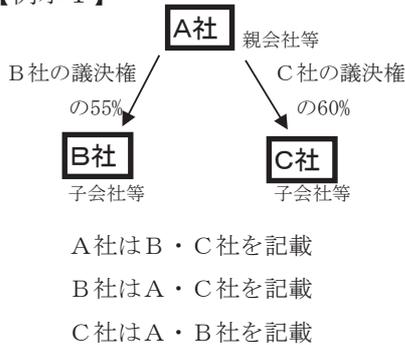 A社
親会社等
B社の議決権
の55%
C社の議決権
の60%
B社
子会社等
C社
子会社等
A社はB・C社を記載
B社はA・C社を記載
C社はA・B社を記載